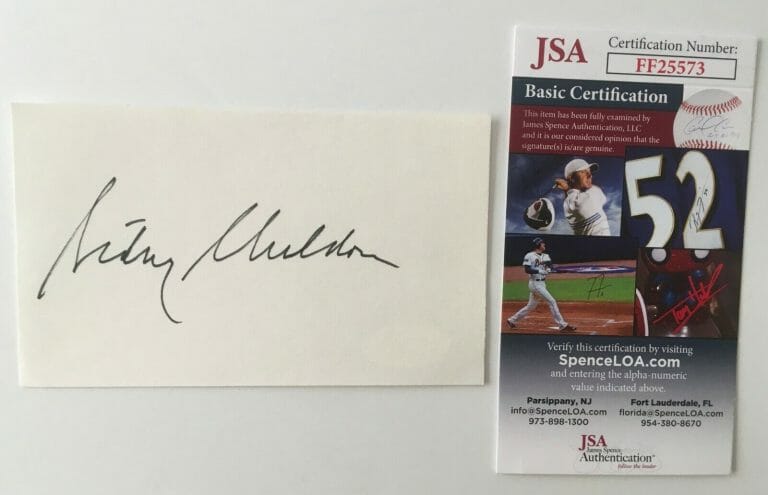 Sidney Sheldon
JSA
Certification Number:
FF25573
Basic Certification
This item has been fully examined by
James Spence Authentication, LLC
and it is our considered opinion that the
signature(s) is/are genuine.
52
Verify this certification by visiting
SpenceLOA.com
and entering the alpha-numeric
value indicated above.
Parsippany, NJ
info@SpenceLOA.com
973-898-1300
Fort Lauderdale, FL
florida@SpenceLOA.com
954-380-8670
JSA
James Spence
Authentication
follow the leader